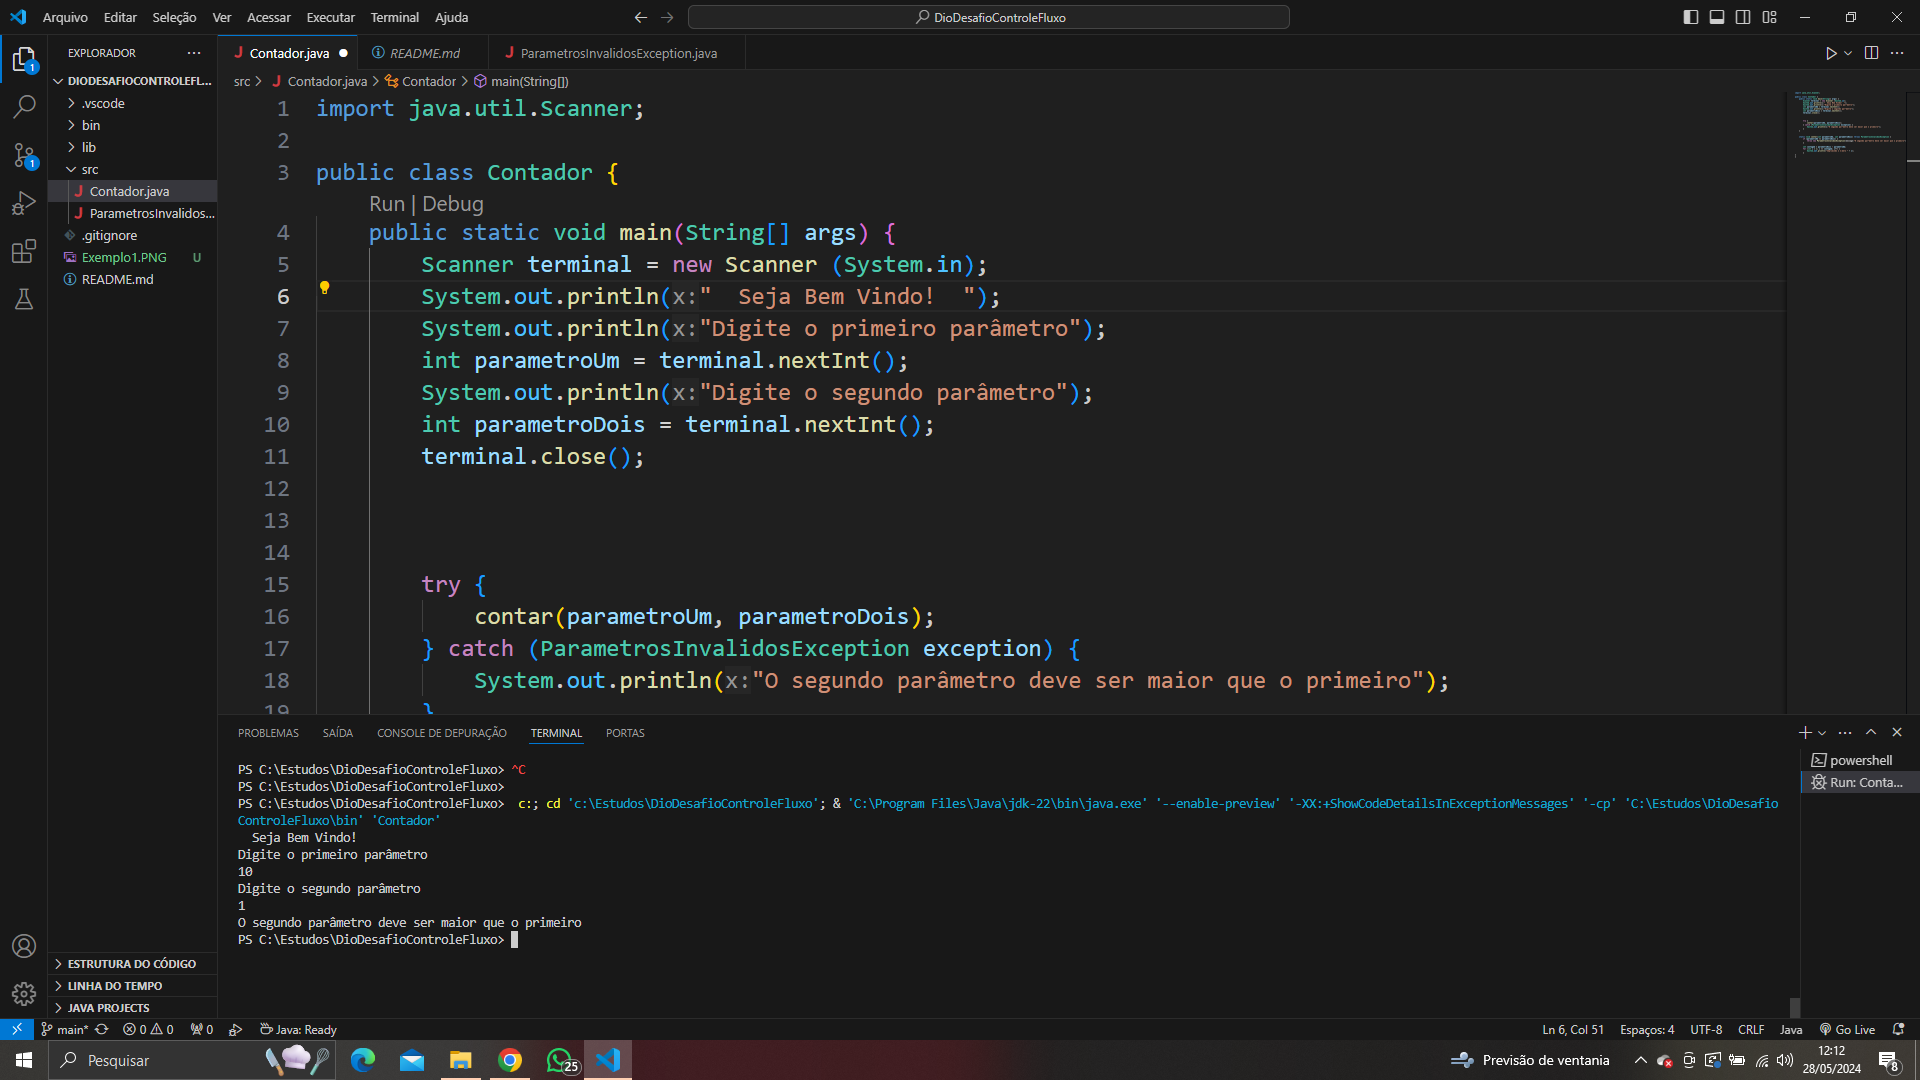 Arquivo Editar Seleção Ver Acessar Executar Terminal Ajuda DioDesafioControleFluxo
EXPLORADOR
DIODESAFIOCONTROLEFL...
.vscode
bin
lib
src
Contador.java
ParametrosInvalidos...
.gitignore
Exemplo1.PNG U
README.md
ESTRUTURA DO CÓDIGO
LINHA DO TEMPO
JAVA PROJECTS
1
1
Contador.java README.md ParametrosInvalidosException.java
src > Contador.java > Contador > main(String[])
1 import java.util.Scanner;
2
3 public class Contador {
Run | Debug
4 public static void main(String[] args) {
5 Scanner terminal = new Scanner (System.in);
6 System.out.println(x:"  Seja Bem Vindo!  ");
7 System.out.println(x:"Digite o primeiro parâmetro");
8 int parametroUm = terminal.nextInt();
9 System.out.println(x:"Digite o segundo parâmetro");
10 int parametroDois = terminal.nextInt();
11 terminal.close();
12
13
14
15 try {
16 contar(parametroUm, parametroDois);
17 } catch (ParametrosInvalidosException exception) {
18 System.out.println(x:"O segundo parâmetro deve ser maior que o primeiro");
19 }
PROBLEMAS SAÍDA CONSOLE DE DEPURAÇÃO TERMINAL PORTAS
PS C:\Estudos\DioDesafioControleFluxo> ^C
PS C:\Estudos\DioDesafioControleFluxo>
PS C:\Estudos\DioDesafioControleFluxo>  c:; cd 'c:\Estudos\DioDesafioControleFluxo'; & 'C:\Program Files\Java\jdk-22\bin\java.exe' '--enable-preview' '-XX:+ShowCodeDetailsInExceptionMessages' '-cp' 'C:\Estudos\DioDesafio
ControleFluxo\bin' 'Contador'
Seja Bem Vindo!
Digite o primeiro parâmetro
10
Digite o segundo parâmetro
1
O segundo parâmetro deve ser maior que o primeiro
PS C:\Estudos\DioDesafioControleFluxo>
powershell
Run: Conta...
main* 0 0 0 Java: Ready Ln 6, Col 51 Espaços: 4 UTF-8 CRLF Java Go Live
Pesquisar 25 Previsão de ventania 12:12
28/05/2024 8